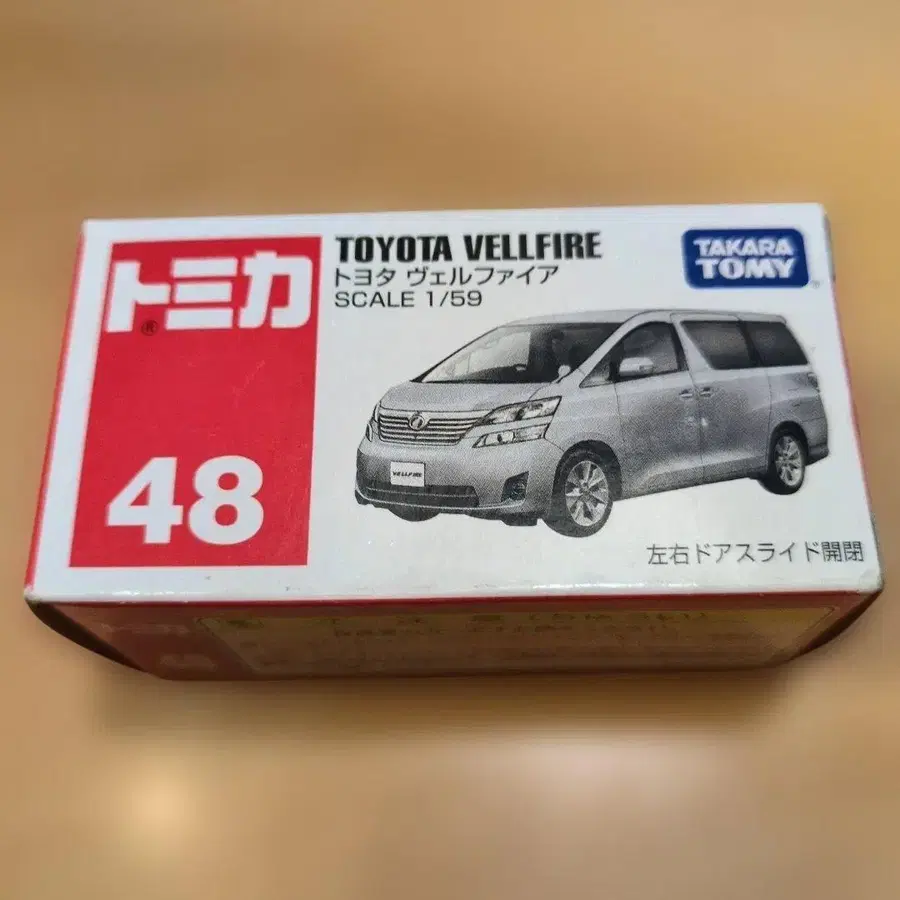 トミカ®
48
TOYOTA VELLFIRE
トヨタ ヴェルファイア
SCALE 1/59
TAKARA
TOMY®
VELLFIRE
左右ドアスライド開閉